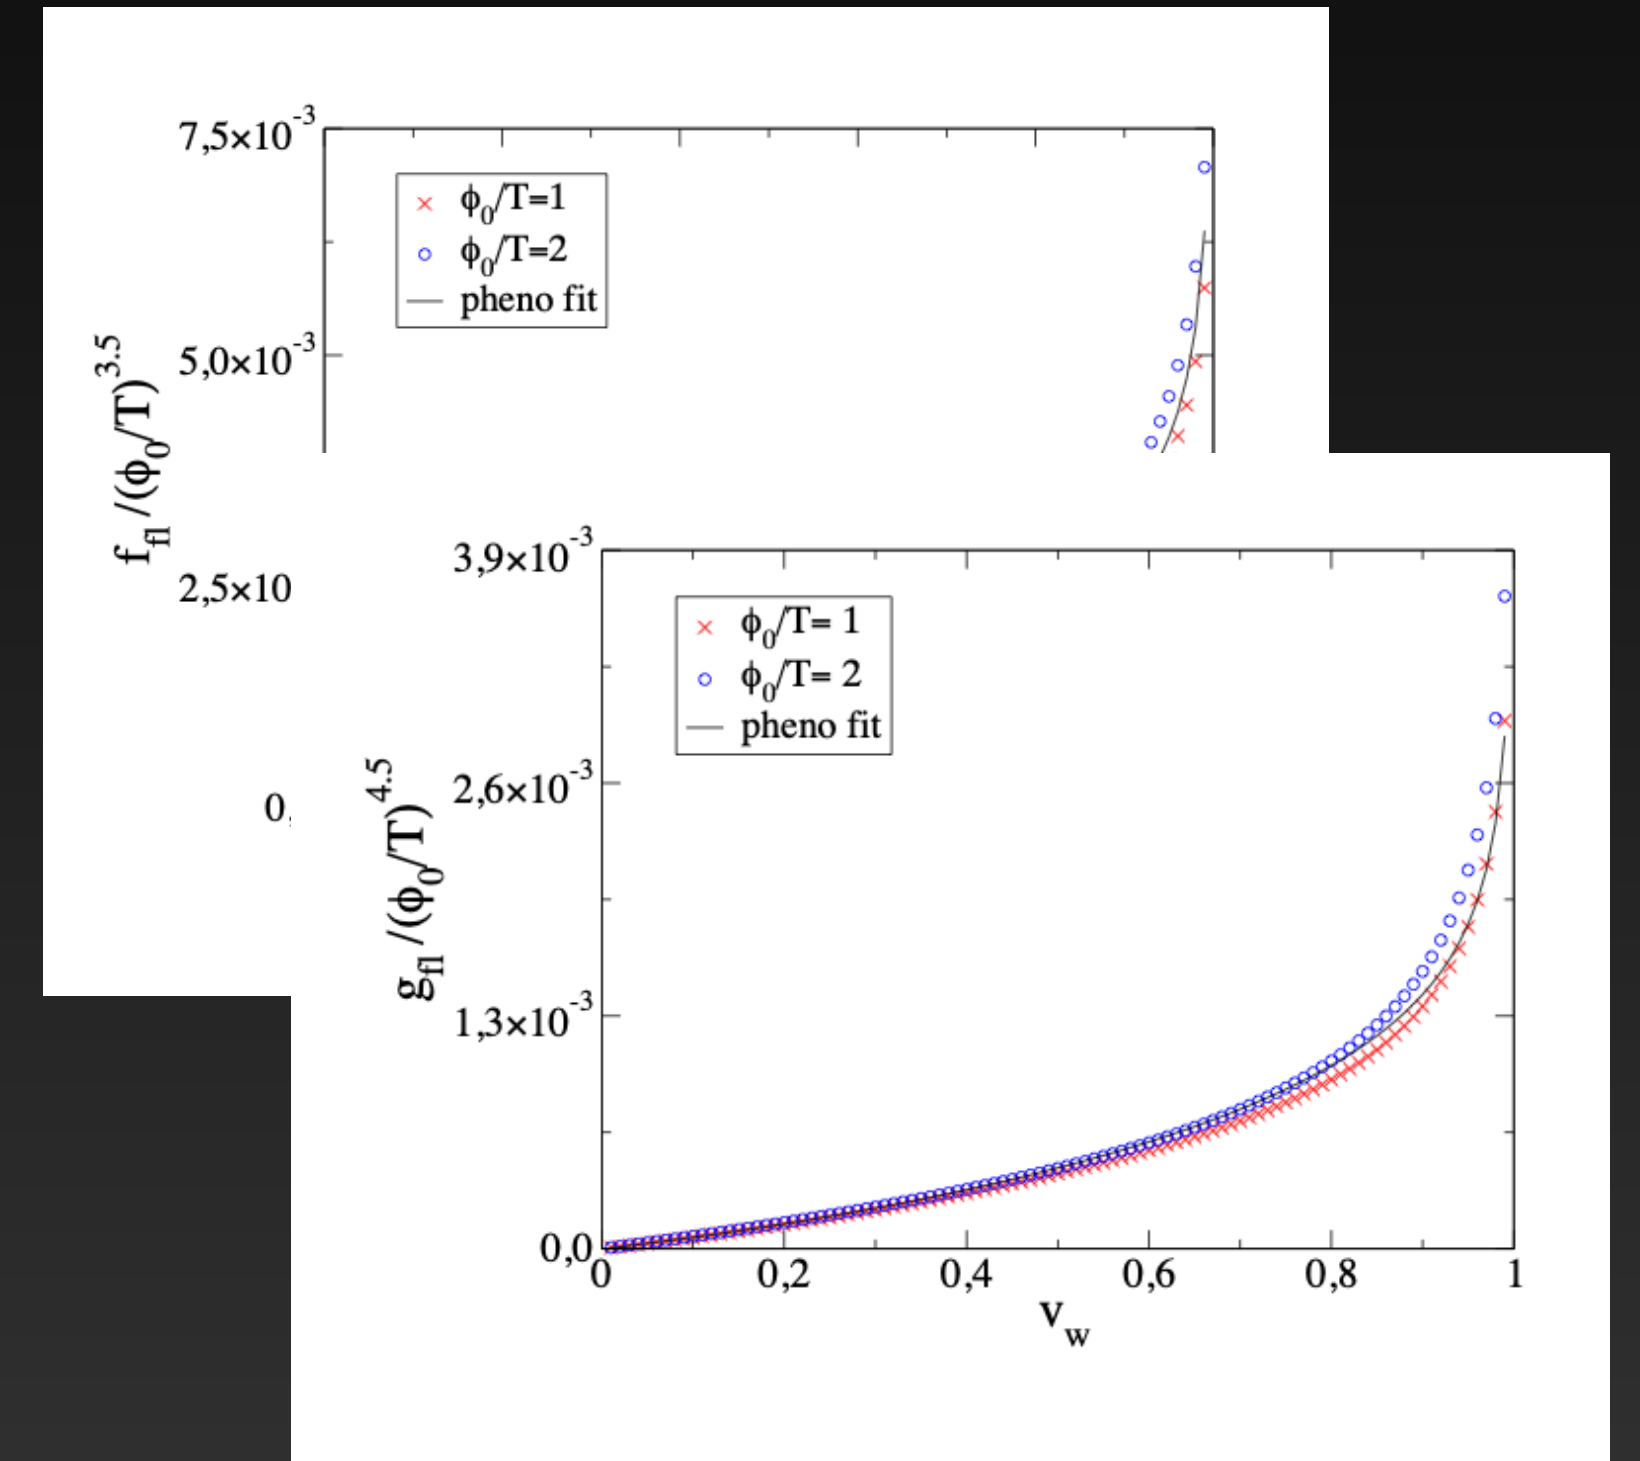 7,5×10⁻³
ϕ₀/T=1
ϕ₀/T=2
pheno fit
5,0×10⁻³
f_fl /(ϕ₀/T)^3.5
2,5×10
0,
3,9×10⁻³
ϕ₀/T= 1
ϕ₀/T= 2
pheno fit
2,6×10⁻³
g_fl /(ϕ₀/T)^4.5
1,3×10⁻³
0,0
0 0,2 0,4 0,6 0,8 1
v_w